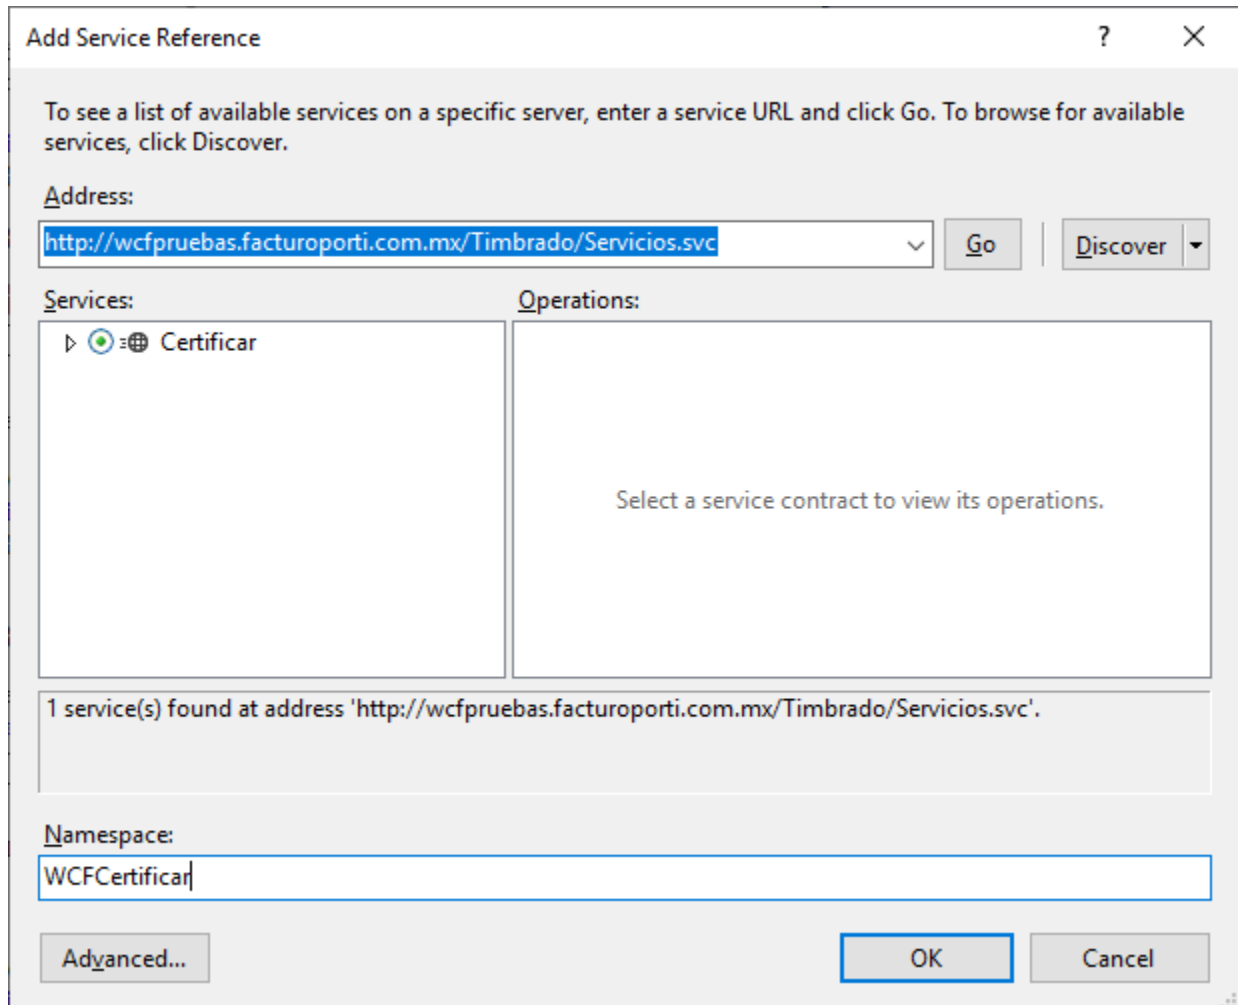 Add Service Reference
?
To see a list of available services on a specific server, enter a service URL and click Go. To browse for available
services, click Discover.
Address:
http://wcfpruebas.facturoporti.com.mx/Timbrado/Servicios.svc
Go
Discover
Services:
Operations:
Certificar
Select a service contract to view its operations.
1 service(s) found at address 'http://wcfpruebas.facturoporti.com.mx/Timbrado/Servicios.svc'.
Namespace:
WCFCertificar
Advanced...
OK
Cancel